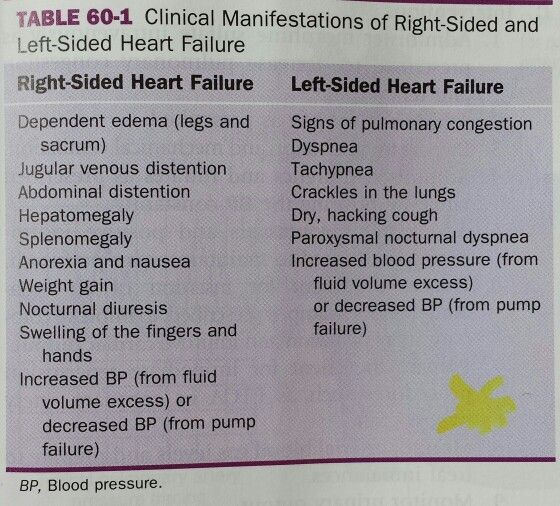 TABLE 60-1 Clinical Manifestations of Right-Sided and
Left-Sided Heart Failure
Right-Sided Heart Failure
Dependent edema (legs and
sacrum)
Jugular venous distention
Abdominal distention
Hepatomegaly
Splenomegaly
Anorexia and nausea
Weight gain
Nocturnal diuresis
Swelling of the fingers and
hands
Increased BP (from fluid
volume excess) or
decreased BP (from pump
failure)
Left-Sided Heart Failure
Signs of pulmonary congestion
Dyspnea
Tachypnea
Crackles in the lungs
Dry, hacking cough
Paroxysmal nocturnal dyspnea
Increased blood pressure (from
fluid volume excess)
or decreased BP (from pump
failure)
BP, Blood pressure.